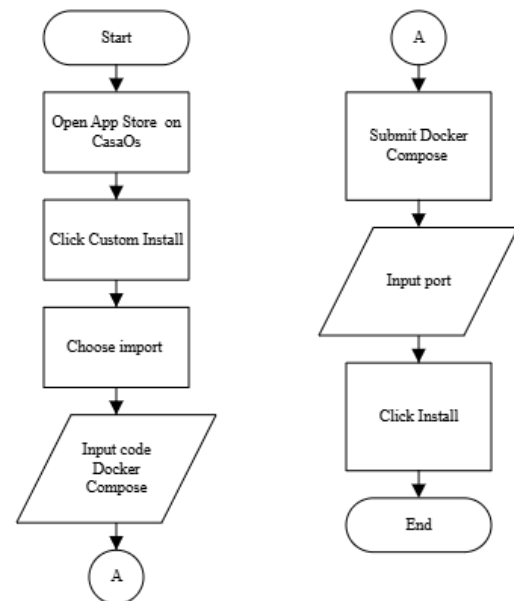 Start
Open App Store on
CasaOs
Click Custom Install
Choose import
Input code
Docker
Compose
A
A
Submit Docker
Compose
Input port
Click Install
End